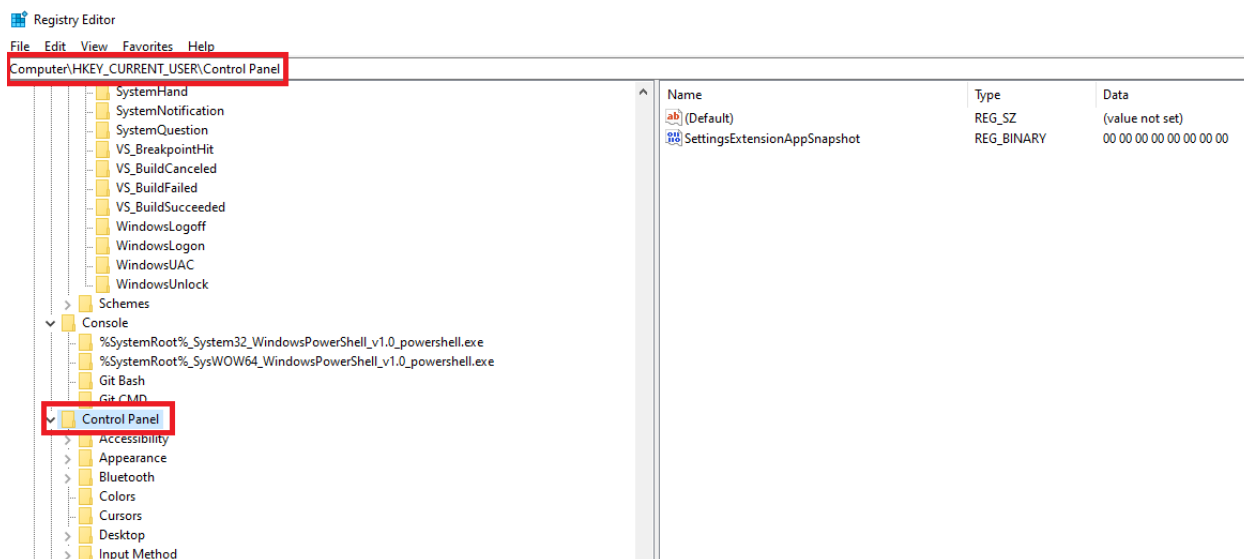 Registry Editor
File Edit View Favorites Help
Computer\HKEY_CURRENT_USER\Control Panel
SystemHand
SystemNotification
SystemQuestion
VS_BreakpointHit
VS_BuildCanceled
VS_BuildFailed
VS_BuildSucceeded
WindowsLogoff
WindowsLogon
WindowsUAC
WindowsUnlock
Schemes
Console
%SystemRoot%_System32_WindowsPowerShell_v1.0_powershell.exe
%SystemRoot%_SysWOW64_WindowsPowerShell_v1.0_powershell.exe
Git Bash
Git CMD
Control Panel
Accessibility
Appearance
Bluetooth
Colors
Cursors
Desktop
Input Method
Name Type Data
ab (Default) REG_SZ (value not set)
SettingsExtensionAppSnapshot REG_BINARY 00 00 00 00 00 00 00 00